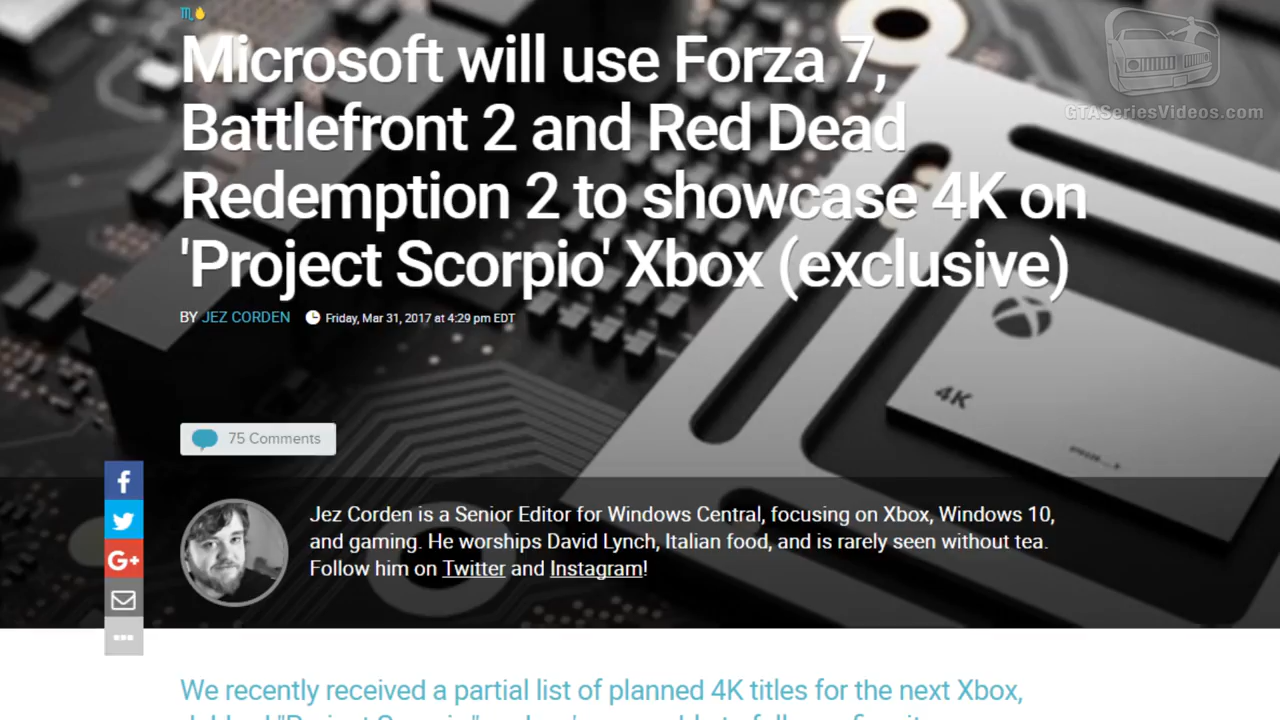 ♏🔥
Microsoft will use Forza 7,
Battlefront 2 and Red Dead
Redemption 2 to showcase 4K on
'Project Scorpio' Xbox (exclusive)
BY JEZ CORDEN Friday, Mar 31, 2017 at 4:29 pm EDT
75 Comments
Jez Corden is a Senior Editor for Windows Central, focusing on Xbox, Windows 10,
and gaming. He worships David Lynch, Italian food, and is rarely seen without tea.
Follow him on Twitter and Instagram!
We recently received a partial list of planned 4K titles for the next Xbox,
GTASeriesVideos.com
4K
G+